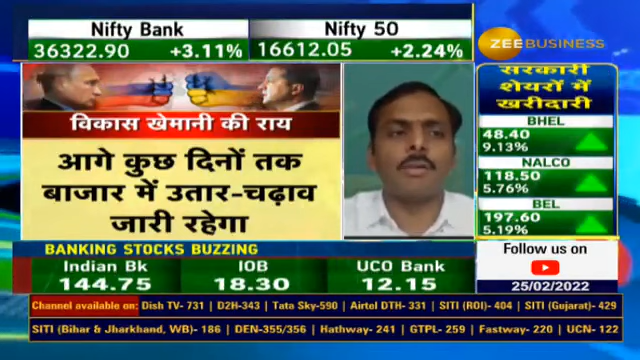 Nifty Bank
36322.90 +3.11%
Nifty 50
16612.05 +2.24%
ZEE BUSINESS
विकास खेमानी की राय
आगे कुछ दिनों तक
बाजार में उतार-चढ़ाव
जारी रहेगा
सरकारी
शेयरों में
खरीदारी
BHEL
48.40
9.13%
NALCO
118.50
5.76%
BEL
197.60
5.19%
BANKING STOCKS BUZZING
Indian Bk
144.75
IOB
18.30
UCO Bank
12.15
Follow us on
25/02/2022
Channel available on: Dish TV- 731 | D2H-343 | Tata Sky-590 | Airtel DTH- 331 | SITI (ROI)- 404 | SITI (Gujarat)- 429
SITI (Bihar & Jharkhand, WB)- 186 | DEN-355/356 | Hathway- 241 | GTPL- 259 | Fastway- 220 | UCN- 122